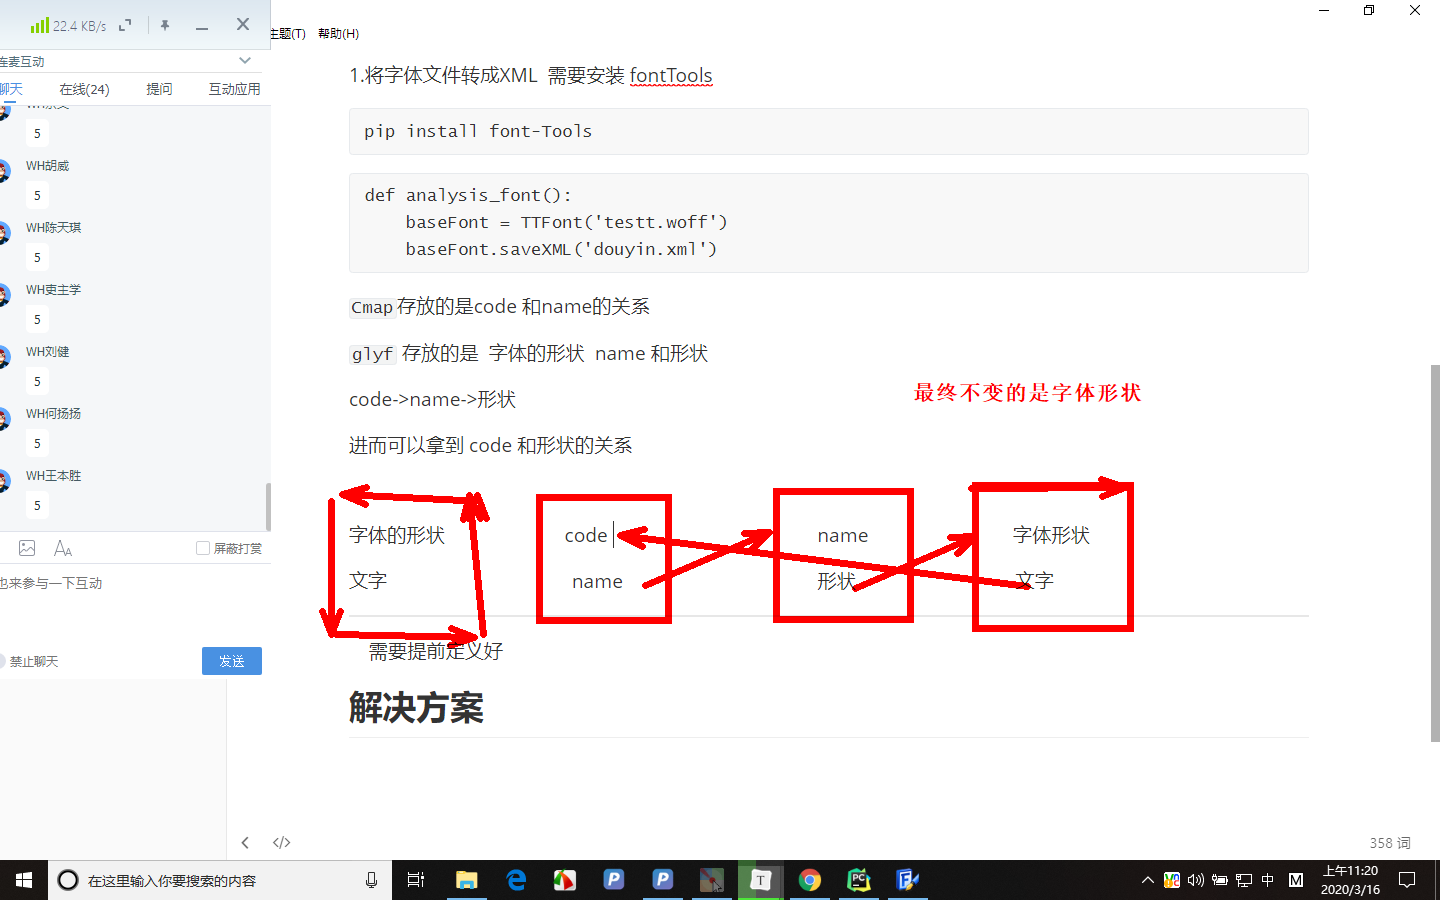 22.4 KB/s
连麦互动
聊天 在线(24) 提问 互动应用
5
WH胡威
5
WH陈天琪
5
WH吏主学
5
WH刘健
5
WH何扬扬
5
WH王本胜
5
屏蔽打赏
也来参与一下互动
禁止聊天
发送
主题(T) 帮助(H)
1.将字体文件转成XML 需要安装 fontTools
pip install font-Tools
def analysis_font():
baseFont = TTFont('testt.woff')
baseFont.saveXML('douyin.xml')
Cmap存放的是code 和name的关系
glyf 存放的是 字体的形状 name 和形状
code->name->形状
最终不变的是字体形状
进而可以拿到 code 和形状的关系
字体的形状 code name 字体形状
文字 name 形状 文字
需要提前定义好
解决方案
358 词
在这里输入你要搜索的内容
中
M
上午11:20
2020/3/16